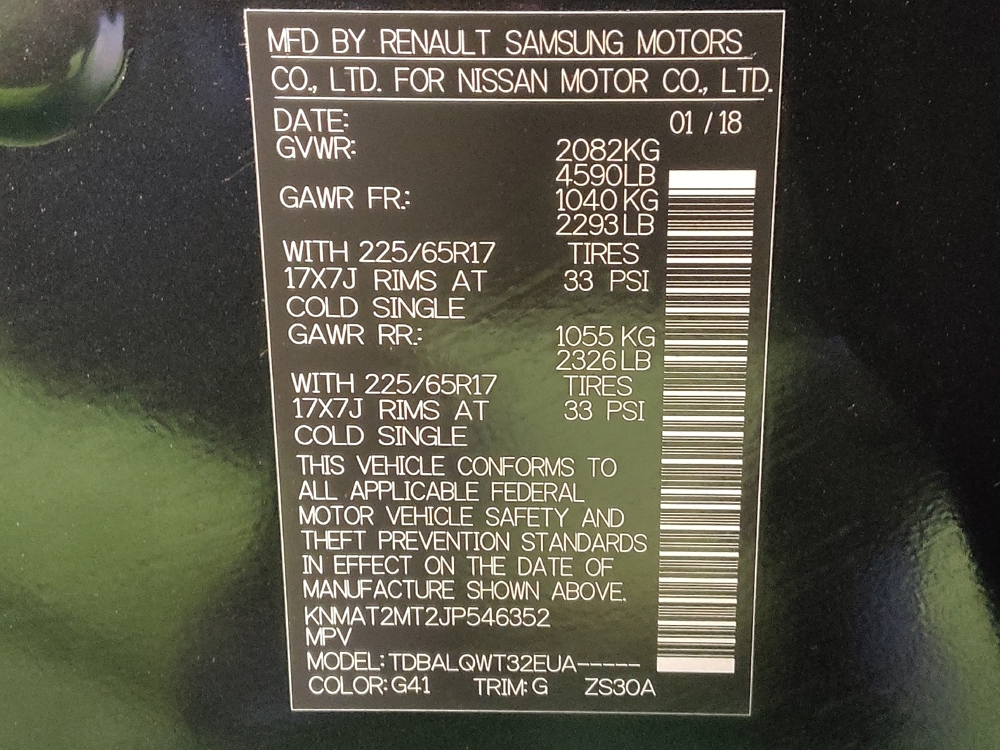 MFD BY RENAULT SAMSUNG MOTORS
CO., LTD. FOR NISSAN MOTOR CO., LTD.
DATE: 01 / 18
GVWR: 2082KG
4590LB
GAWR FR.: 1040 KG
2293 LB
WITH 225/65R17 TIRES
17X7J RIMS AT 33 PSI
COLD SINGLE
GAWR RR.: 1055 KG
2326 LB
WITH 225/65R17 TIRES
17X7J RIMS AT 33 PSI
COLD SINGLE
THIS VEHICLE CONFORMS TO
ALL APPLICABLE FEDERAL
MOTOR VEHICLE SAFETY AND
THEFT PREVENTION STANDARDS
IN EFFECT ON THE DATE OF
MANUFACTURE SHOWN ABOVE.
KNMAT2MT2JP546352
MPV
MODEL: TDBALQWT32EUA-----
COLOR: G41 TRIM: G ZS30A